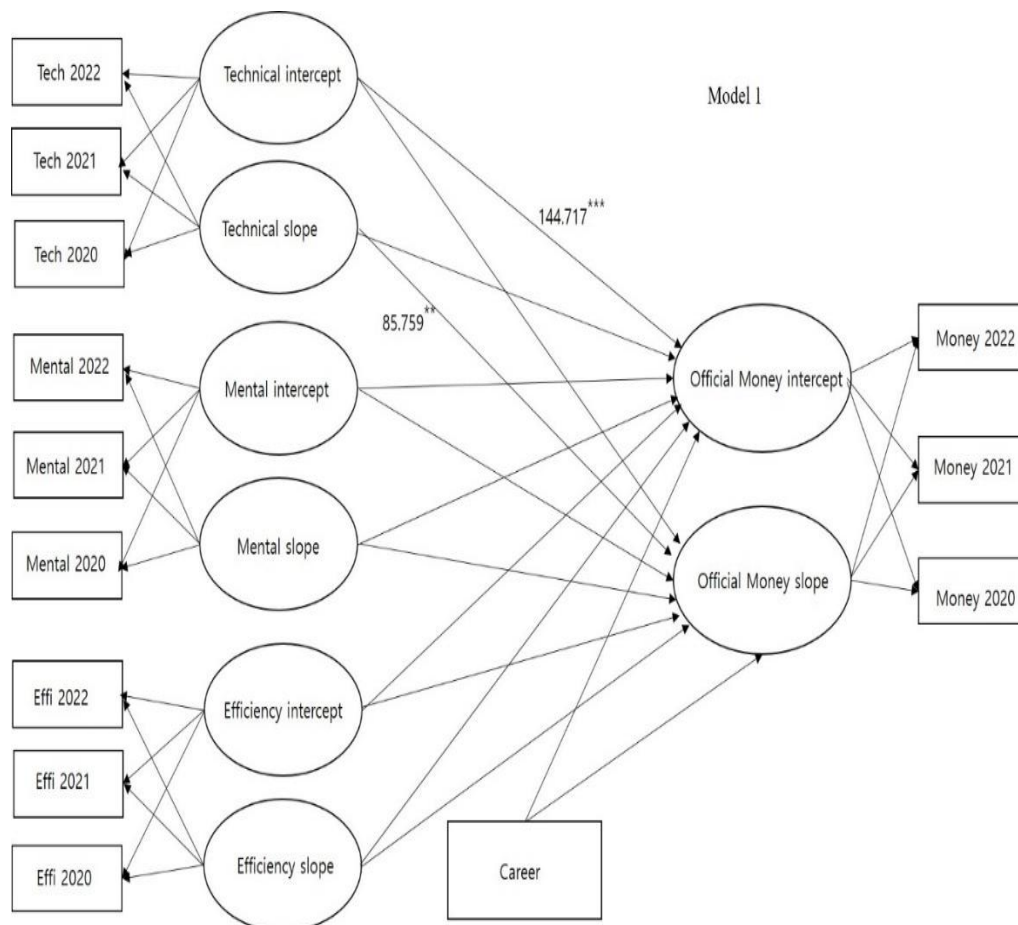 Tech 2022
Technical intercept
Model 1
Tech 2021
Technical slope
144.717***
Tech 2020
85.759**
Mental 2022
Mental intercept
Official Money intercept
Money 2022
Mental 2021
Money 2021
Mental slope
Mental 2020
Official Money slope
Money 2020
Effi 2022
Efficiency intercept
Effi 2021
Efficiency slope
Effi 2020
Career